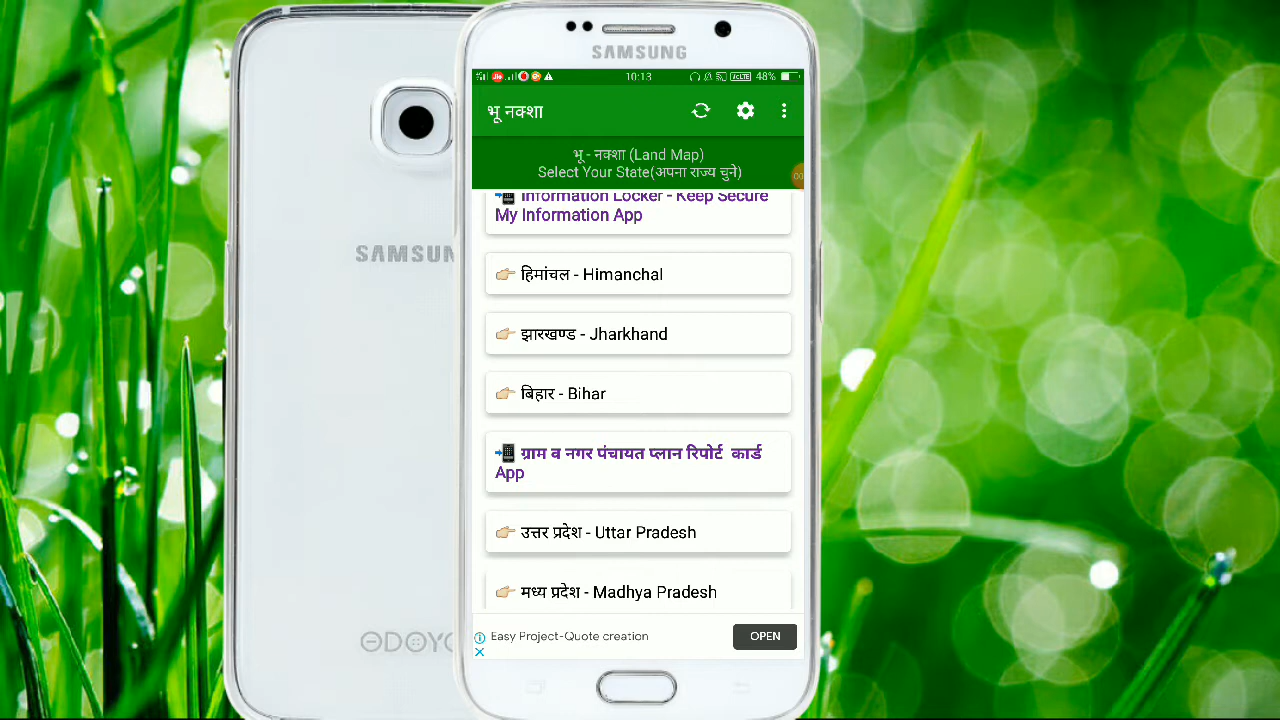 SAMSUNG
10:13
48%
भू नक्शा
भू - नक्शा (Land Map)
Select Your State(अपना राज्य चुने)
Information Locker - Keep Secure
My Information App
हिमांचल - Himanchal
झारखण्ड - Jharkhand
बिहार - Bihar
ग्राम व नगर पंचायत प्लान रिपोर्ट कार्ड
App
उत्तर प्रदेश - Uttar Pradesh
मध्य प्रदेश - Madhya Pradesh
Easy Project-Quote creation
OPEN
SAMSUN